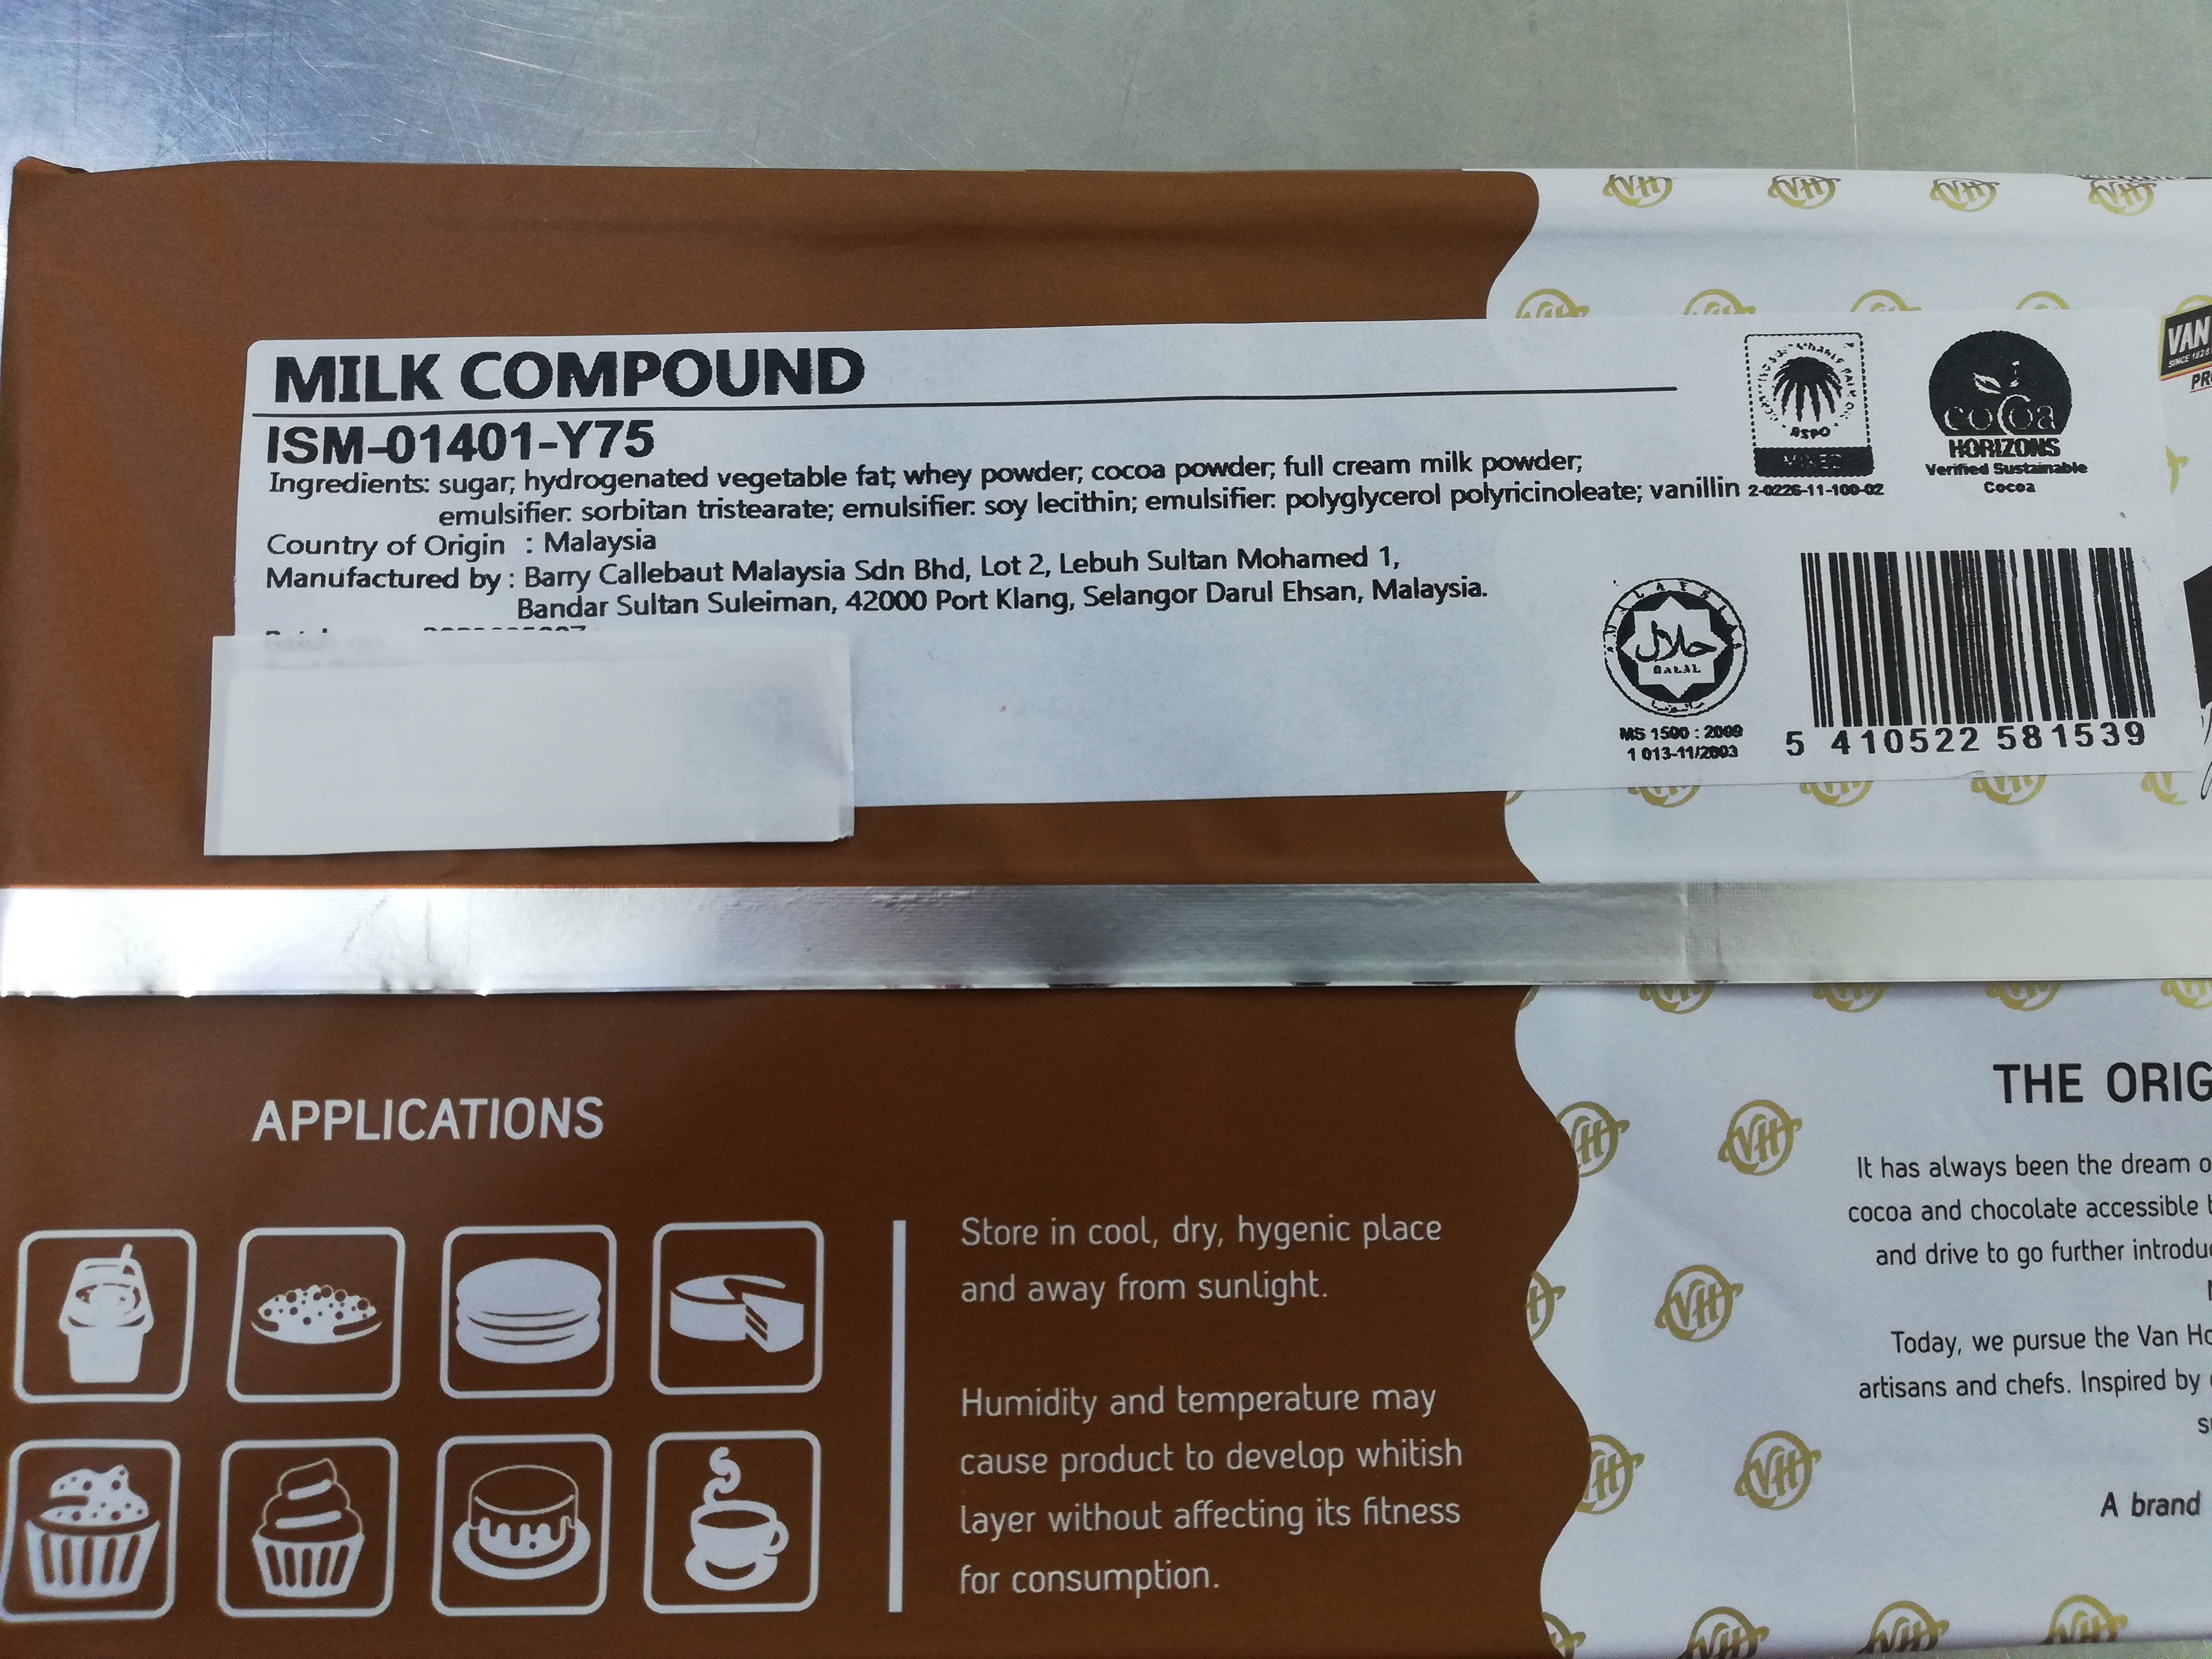 MILK COMPOUND
ISM-01401-Y75
Ingredients: sugar; hydrogenated vegetable fat; whey powder; cocoa powder; full cream milk powder;
emulsifier: sorbitan tristearate; emulsifier: soy lecithin; emulsifier: polyglycerol polyricinoleate; vanillin
Country of Origin : Malaysia
Manufactured by : Barry Callebaut Malaysia Sdn Bhd, Lot 2, Lebuh Sultan Mohamed 1,
Bandar Sultan Suleiman, 42000 Port Klang, Selangor Darul Ehsan, Malaysia.
RSPO
MIXED
2-0226-11-100-02
cocoa
HORIZONS
Verified Sustainable
Cocoa
VAN
SINCE 1828
حلال
HALAL
MS 1500 : 2009
1 013-11/2003
5 410522 581539
APPLICATIONS
Store in cool, dry, hygenic place
and away from sunlight.
Humidity and temperature may
cause product to develop whitish
layer without affecting its fitness
for consumption.
THE ORIG
It has always been the dream o
cocoa and chocolate accessible
and drive to go further introdu
Today, we pursue the Van Ho
artisans and chefs. Inspired by
A brand
VH